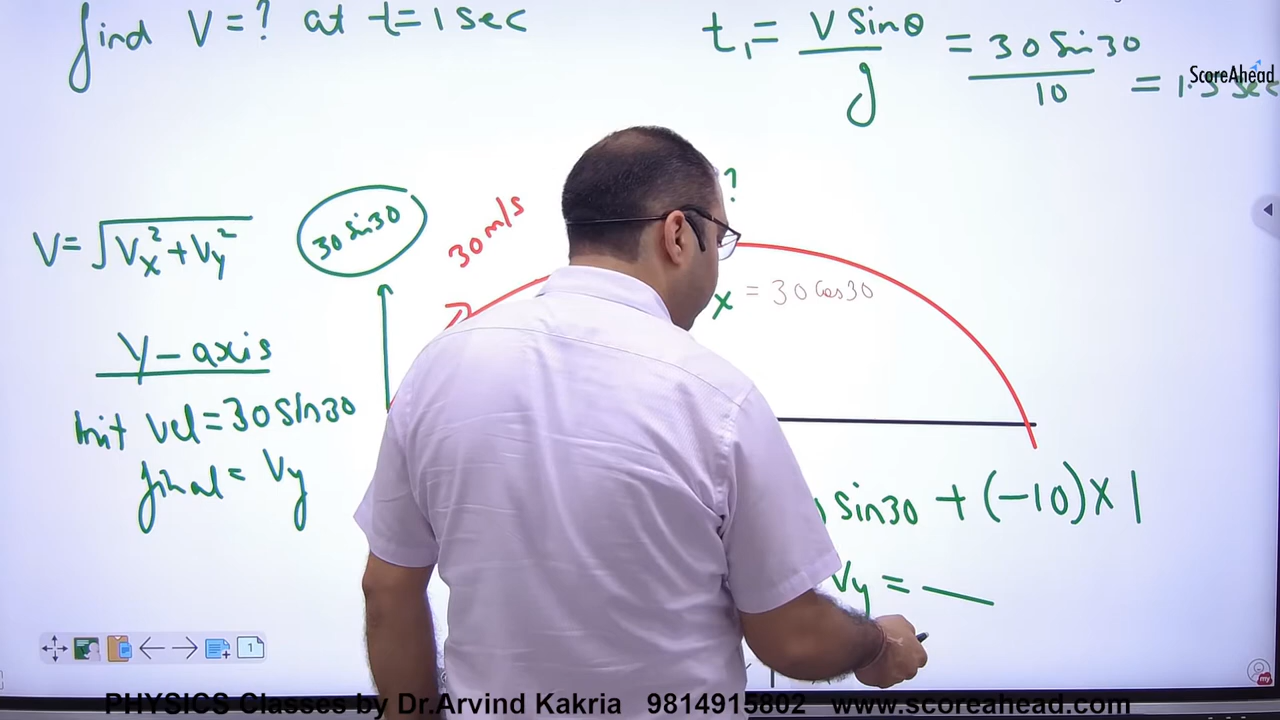 find V=? at t=1sec
t₁ = V sinθ / g = 30 Sin 30 / 10 = 1.5 sec
ScoreAhead
?
V = √Vx² + Vy²
30 sin 30
30 m/s
x = 30 cos 30
Y-axis
init vel = 30 sin 30
final = Vy
sin 30 + (-10) × 1
Vy = —
1
my
PHYSICS Classes by Dr.Arvind Kakria 9814915802 www.scoreahead.com